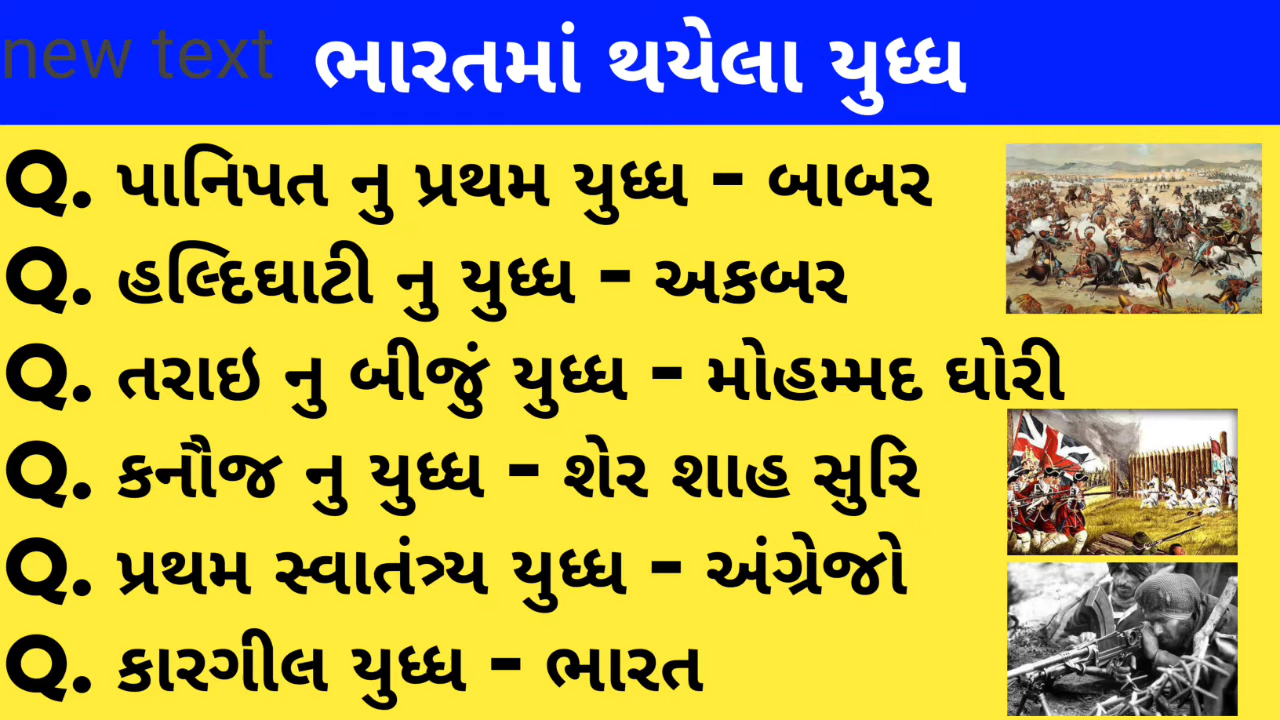 new text
ભારતમાં થયેલા યુધ્ધ
Q. પાનિપત નુ પ્રથમ યુધ્ધ - બાબર
Q. હલ્દિઘાટી નુ યુધ્ધ - અકબર
Q. તરાઇ નુ બીજું યુધ્ધ - મોહમ્મદ ઘોરી
Q. કનૌજ નુ યુધ્ધ - શેર શાહ સુરિ
Q. પ્રથમ સ્વાતંત્ર્ય યુધ્ધ - અંગ્રેજો
Q. કારગીલ યુધ્ધ - ભારત